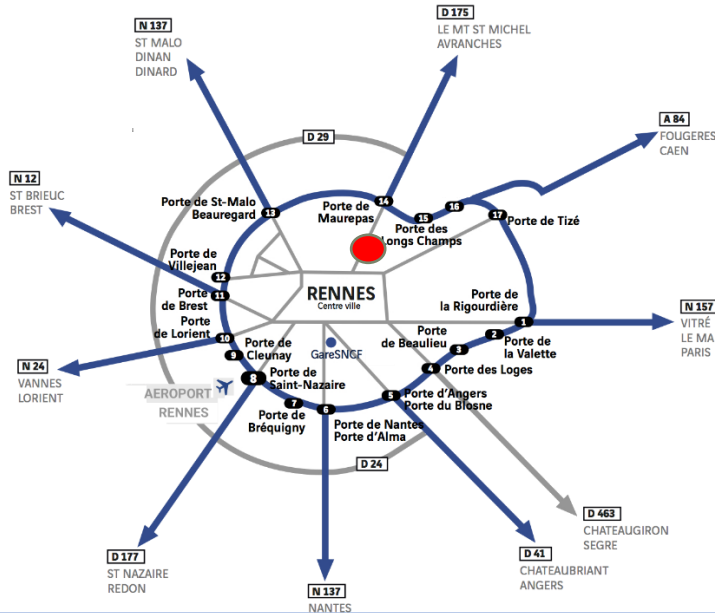 N 137
ST MALO
DINAN
DINARD
D 175
LE MT ST MICHEL
AVRANCHES
A 84
FOUGERES
CAEN
D 29
N 12
ST BRIEUC
BREST
Porte de St-Malo
Beauregard
13
Porte de
Maurepas
14
15
16
17
Porte de Tizé
Porte des
Longs Champs
Porte de
Villejean
12
Porte
de Brest
11
RENNES
Centre ville
Porte de
la Rigourdière
1
N 157
VITRÉ
LE MA
PARIS
Porte
de Lorient
10
9
Porte de
Cleunay
GareSNCF
Porte
de Beaulieu
3
2
Porte de
la Valette
N 24
VANNES
LORIENT
AEROPORT
RENNES
8
Porte de
Saint-Nazaire
4
Porte des Loges
7
Porte de
Bréquigny
6
Porte de Nantes
Porte d'Alma
5
Porte d'Angers
Porte du Blosne
D 24
D 463
CHATEAUGIRON
SEGRE
D 177
ST NAZAIRE
REDON
D 41
CHATEAUBRIANT
ANGERS
N 137
NANTES